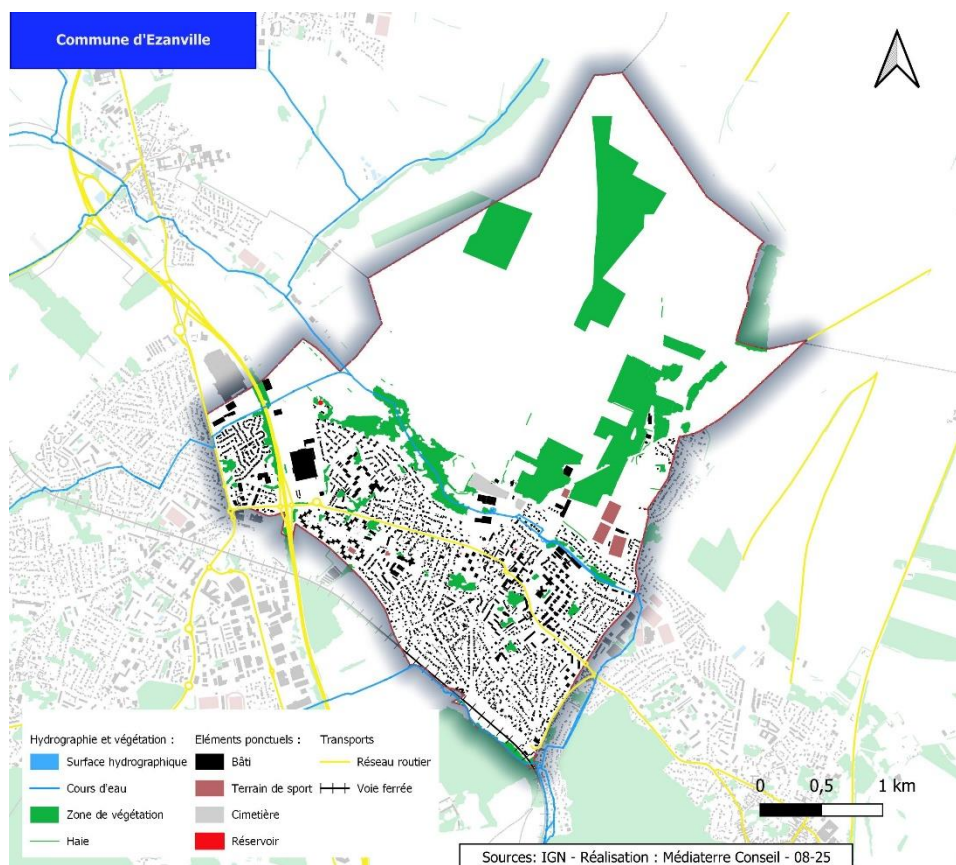 Commune d'Ezanville
Hydrographie et végétation :
Surface hydrographique
Cours d'eau
Zone de végétation
Haie
Eléments ponctuels :
Bâti
Terrain de sport
Cimetière
Réservoir
Transports
Réseau routier
Voie ferrée
0 0,5 1 km
Sources: IGN - Réalisation : Médiaterre Conseil - 08-25